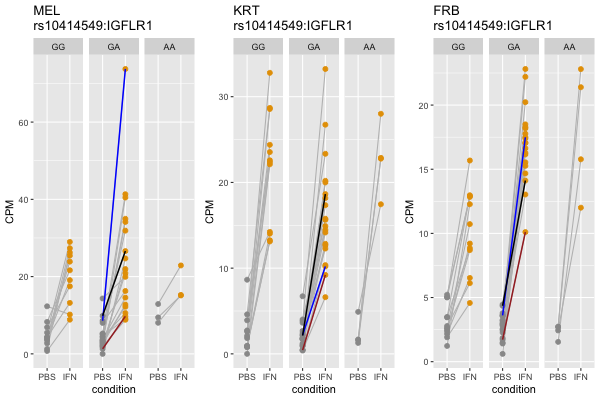 MEL
rs10414549:IGFLR1
GG GA AA
CPM
60
40
20
0
PBS IFN PBS IFN PBS IFN
condition
KRT
rs10414549:IGFLR1
GG GA AA
CPM
30
20
10
0
PBS IFN PBS IFN PBS IFN
condition
FRB
rs10414549:IGFLR1
GG GA AA
CPM
20
15
10
5
0
PBS IFN PBS IFN PBS IFN
condition